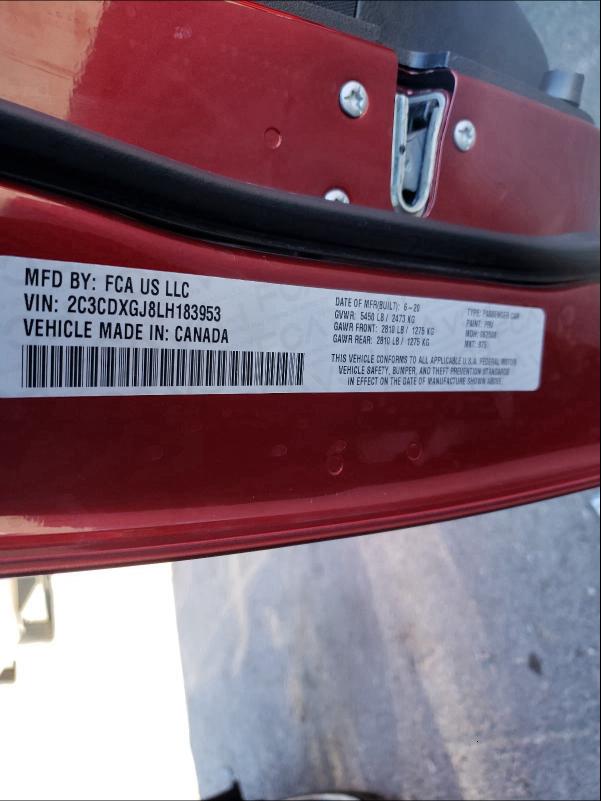 MFD BY: FCA US LLC
VIN: 2C3CDXGJ8LH183953
VEHICLE MADE IN: CANADA
DATE OF MFR(BUILT): 6-20
GVWR: 5450 LB / 2473 KG
GAWR FRONT: 2810 LB / 1275 KG
GAWR REAR: 2810 LB / 1275 KG
TYPE: PASSENGER CAR
PAINT: PRV
MDH:
MNT: 975
THIS VEHICLE CONFORMS TO ALL APPLICABLE U.S.A. FEDERAL MOTOR
VEHICLE SAFETY, BUMPER, AND THEFT PREVENTION STANDARDS
IN EFFECT ON THE DATE OF MANUFACTURE SHOWN ABOVE.